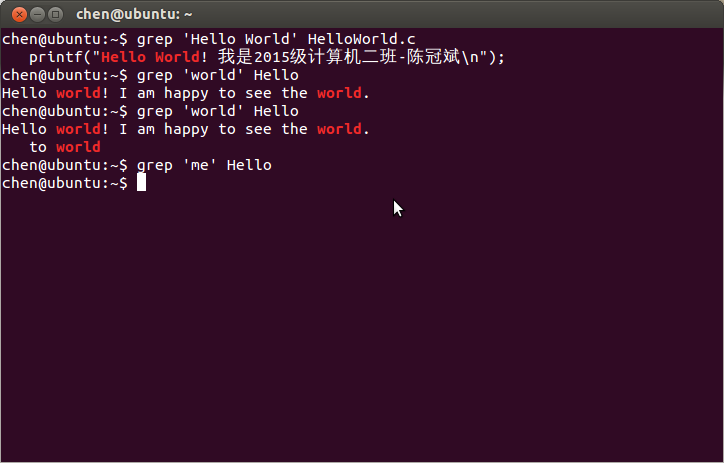 chen@ubuntu: ~
chen@ubuntu:~$ grep 'Hello World' HelloWorld.c
   printf("Hello World! 我是2015级计算机二班-陈冠斌\n");
chen@ubuntu:~$ grep 'world' Hello
Hello world! I am happy to see the world.
chen@ubuntu:~$ grep 'world' Hello
Hello world! I am happy to see the world.
   to world
chen@ubuntu:~$ grep 'me' Hello
chen@ubuntu:~$